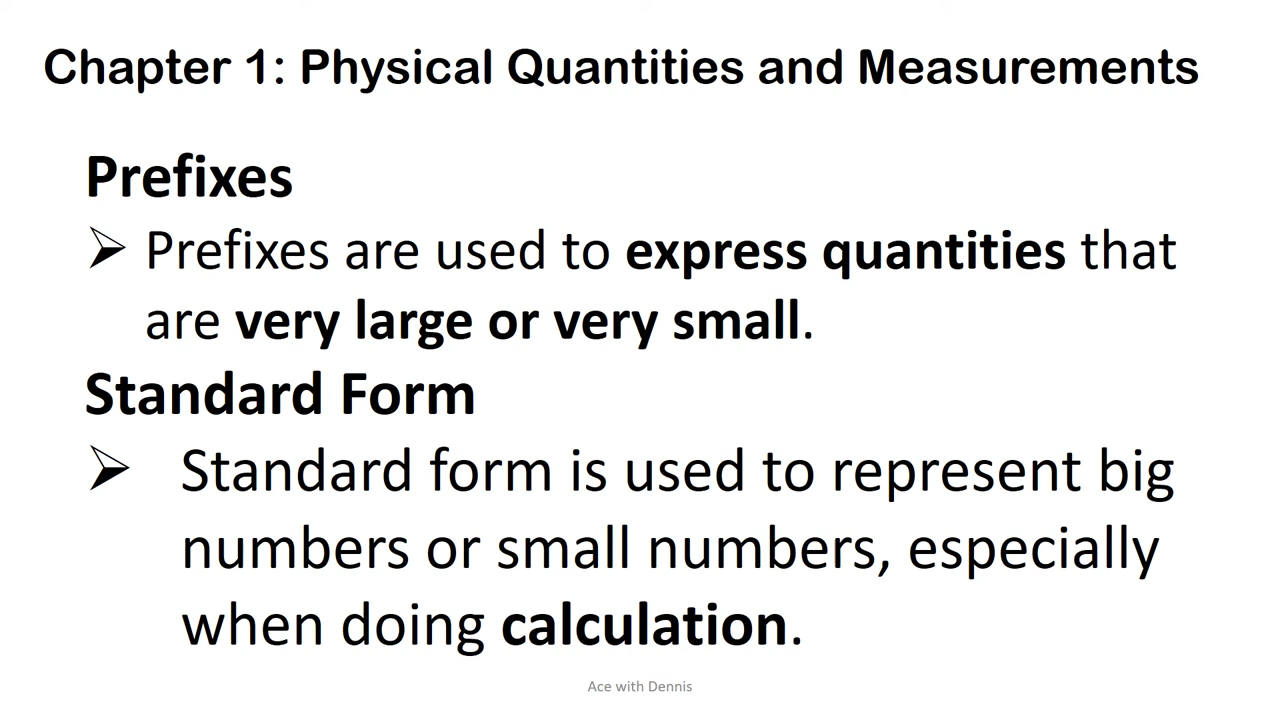 Chapter 1: Physical Quantities and Measurements
Prefixes
➢ Prefixes are used to express quantities that
are very large or very small.
Standard Form
➢ Standard form is used to represent big
numbers or small numbers, especially
when doing calculation.
Ace with Dennis